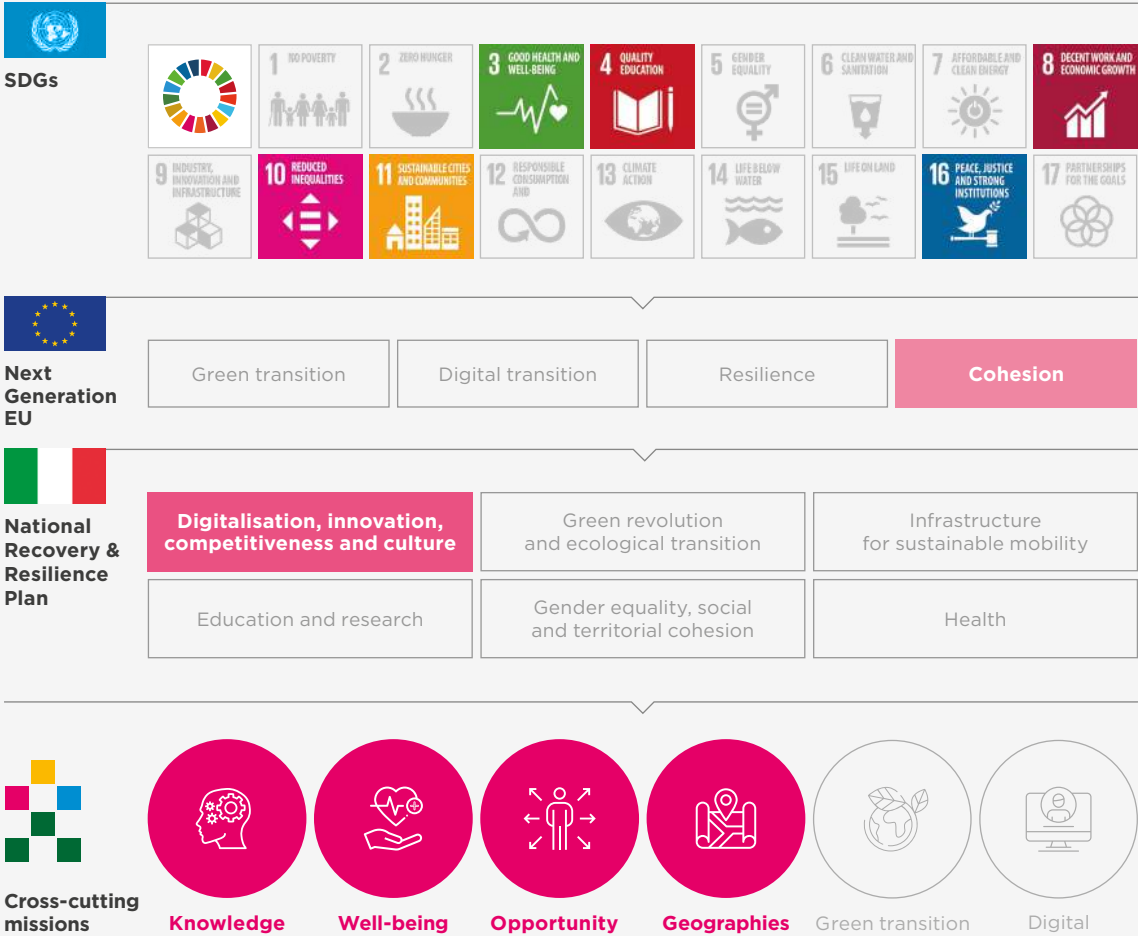 SDGs
1 NO POVERTY
2 ZERO HUNGER
3 GOOD HEALTH AND
WELL-BEING
4 QUALITY
EDUCATION
5 GENDER
EQUALITY
6 CLEAN WATER AND
SANITATION
7 AFFORDABLE AND
CLEAN ENERGY
8 DECENT WORK AND
ECONOMIC GROWTH
9 INDUSTRY,
INNOVATION AND
INFRASTRUCTURE
10 REDUCED
INEQUALITIES
11 SUSTAINABLE CITIES
AND COMMUNITIES
12 RESPONSIBLE
CONSUMPTION
AND
13 CLIMATE
ACTION
14 LIFE BELOW
WATER
15 LIFE ON LAND
16 PEACE, JUSTICE
AND STRONG
INSTITUTIONS
17 PARTNERSHIPS
FOR THE GOALS
Next
Generation
EU
Green transition
Digital transition
Resilience
Cohesion
National
Recovery &
Resilience
Plan
Digitalisation, innovation,
competitiveness and culture
Green revolution
and ecological transition
Infrastructure
for sustainable mobility
Education and research
Gender equality, social
and territorial cohesion
Health
Cross-cutting
missions
Knowledge
Well-being
Opportunity
Geographies
Green transition
Digital